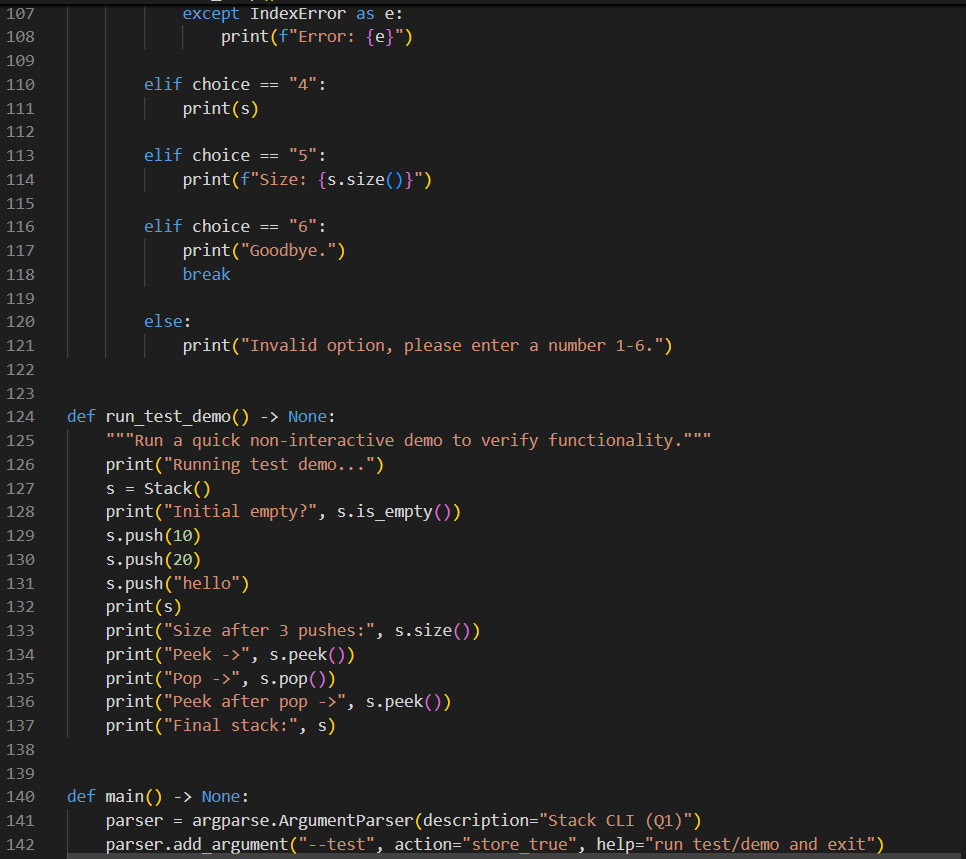 107 except IndexError as e:
108 print(f"Error: {e}")
109
110 elif choice == "4":
111 print(s)
112
113 elif choice == "5":
114 print(f"Size: {s.size()}")
115
116 elif choice == "6":
117 print("Goodbye.")
118 break
119
120 else:
121 print("Invalid option, please enter a number 1-6.")
122
123
124 def run_test_demo() -> None:
125 """Run a quick non-interactive demo to verify functionality."""
126 print("Running test demo...")
127 s = Stack()
128 print("Initial empty?", s.is_empty())
129 s.push(10)
130 s.push(20)
131 s.push("hello")
132 print(s)
133 print("Size after 3 pushes:", s.size())
134 print("Peek ->", s.peek())
135 print("Pop ->", s.pop())
136 print("Peek after pop ->", s.peek())
137 print("Final stack:", s)
138
139
140 def main() -> None:
141 parser = argparse.ArgumentParser(description="Stack CLI (Q1)")
142 parser.add_argument("--test", action="store_true", help="run test/demo and exit")